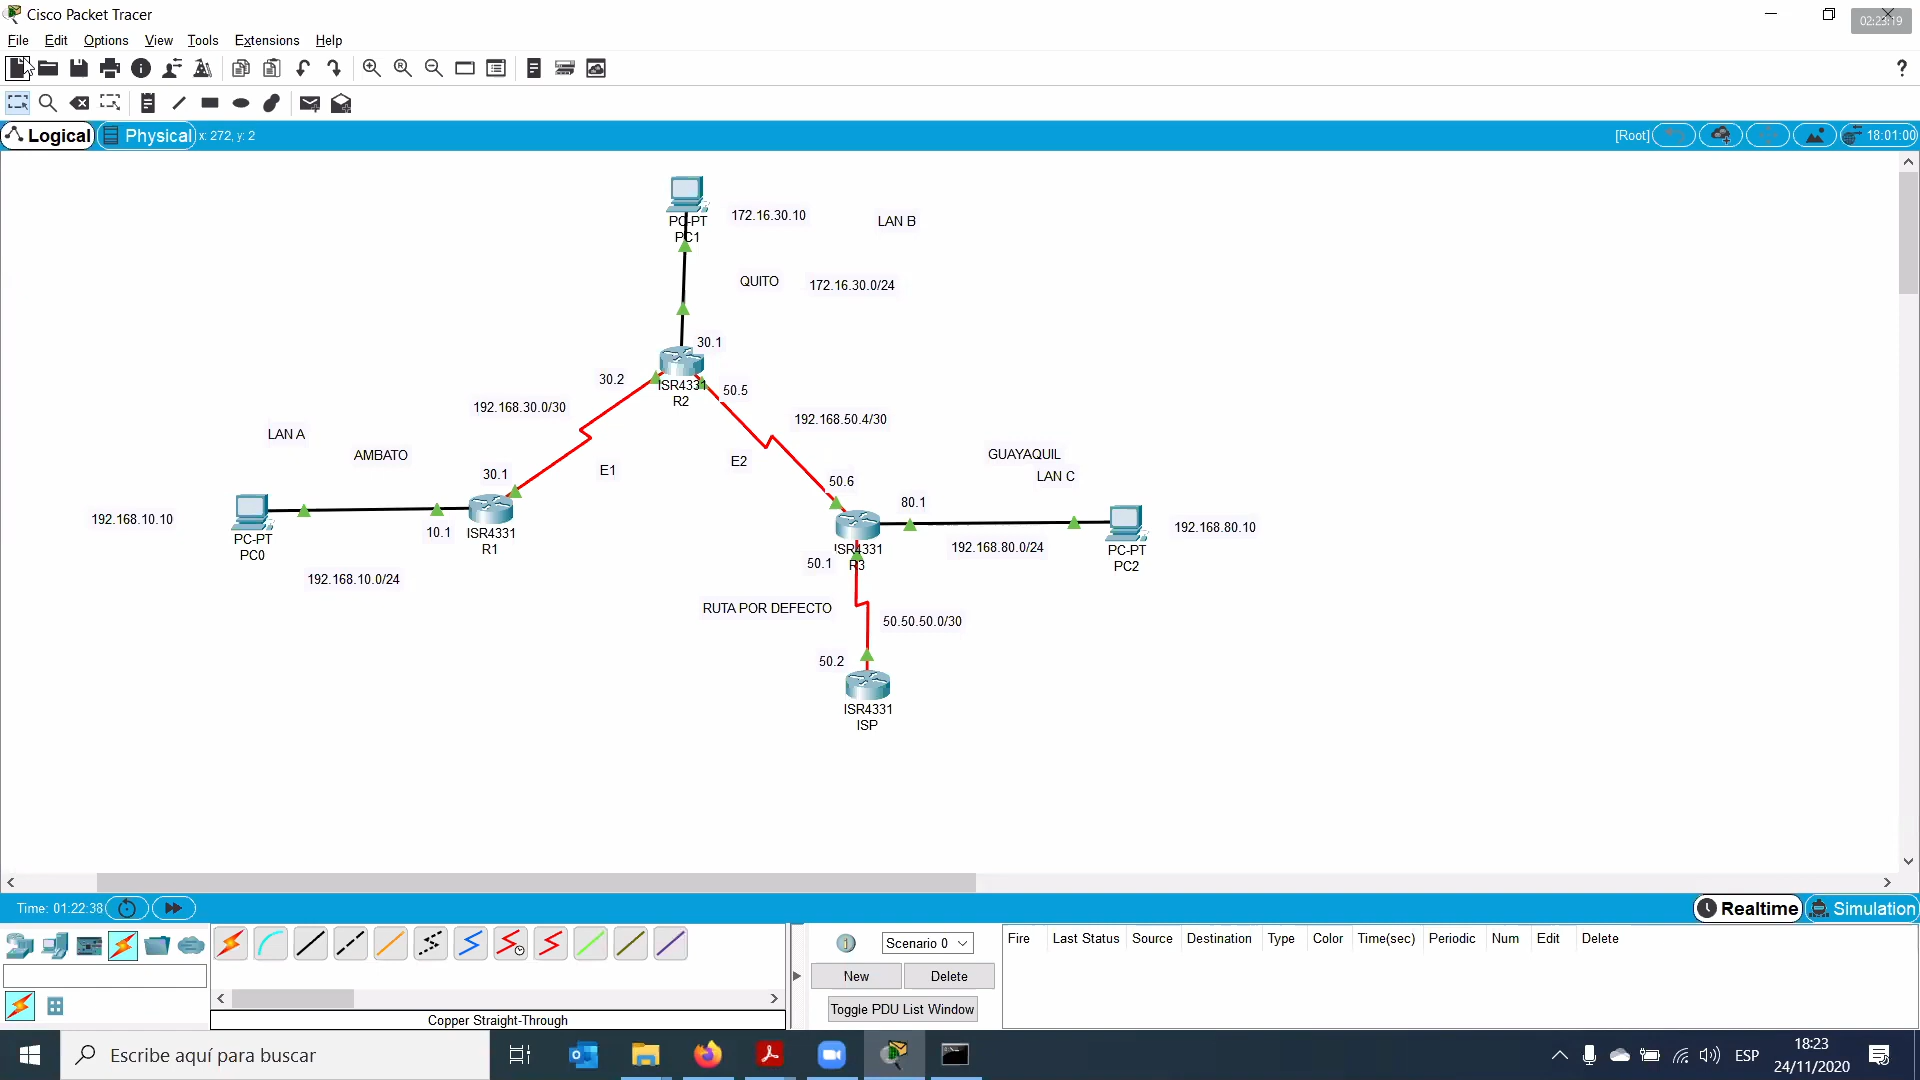 Cisco Packet Tracer
02:23:19
File Edit Options View Tools Extensions Help
?
Logical Physical x: 272, y: 2 [Root] 18:01:00
PC-PT
PC1
172.16.30.10
LAN B
QUITO
172.16.30.0/24
30.1
ISR4331
R2
30.2
50.5
192.168.30.0/30
192.168.50.4/30
LAN A
AMBATO
E1
E2
GUAYAQUIL
LAN C
30.1
50.6
80.1
192.168.10.10
PC-PT
PC0
10.1
ISR4331
R1
ISR4331
R3
192.168.80.0/24
PC-PT
PC2
192.168.80.10
192.168.10.0/24
50.1
RUTA POR DEFECTO
50.50.50.0/30
50.2
ISR4331
ISP
Time: 01:22:38 Realtime Simulation
Scenario 0
New Delete
Toggle PDU List Window
Fire Last Status Source Destination Type Color Time(sec) Periodic Num Edit Delete
Copper Straight-Through
Escribe aquí para buscar
ESP
18:23
24/11/2020